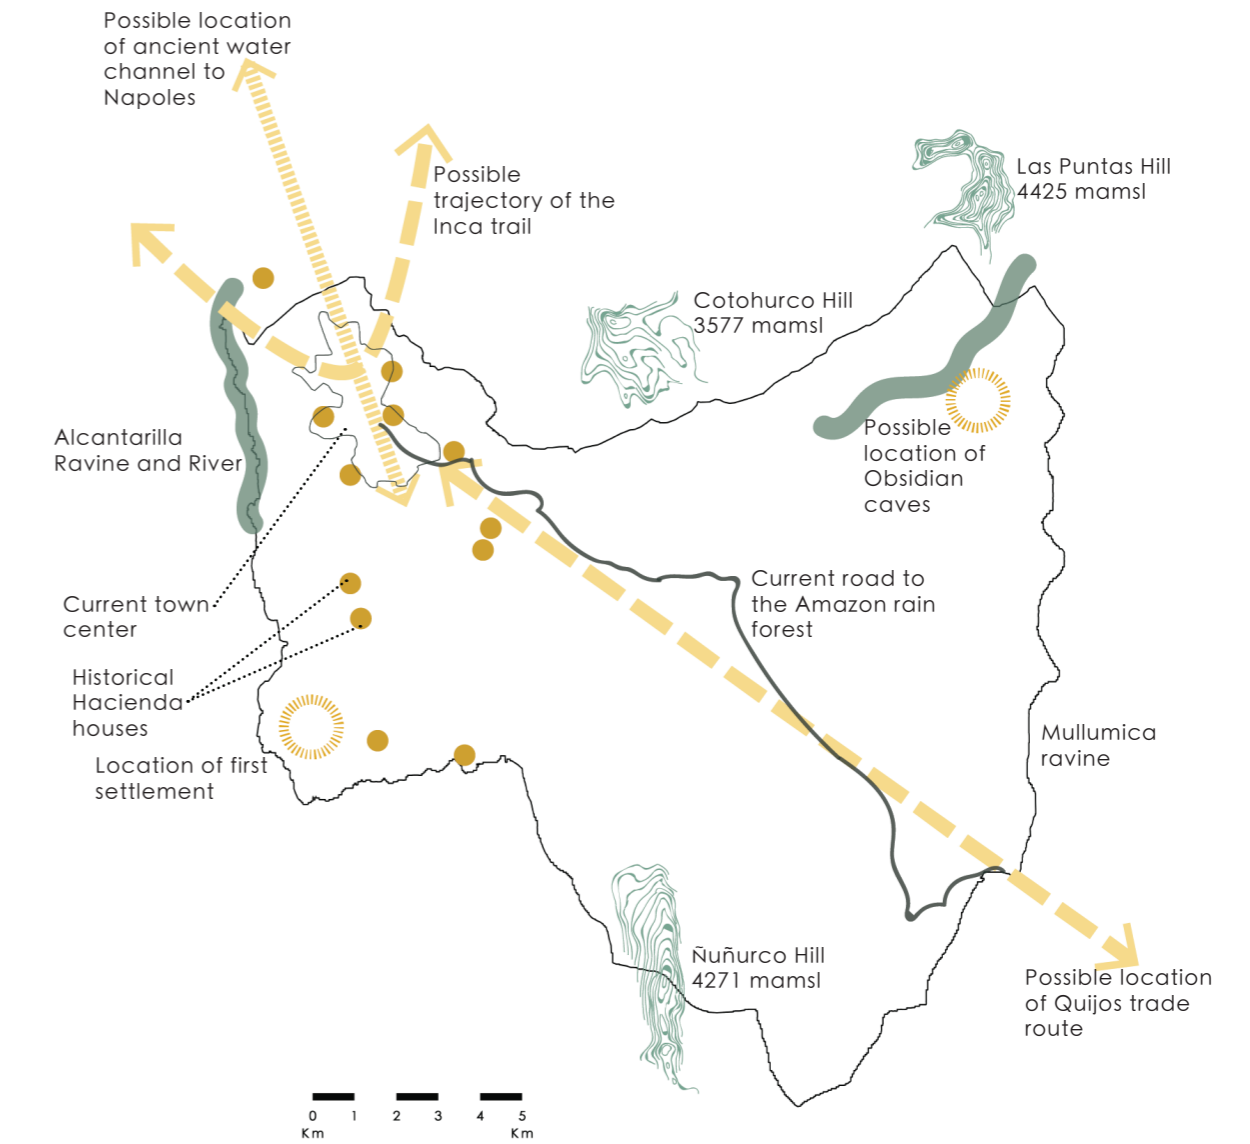 Possible location
of ancient water
channel to
Napoles
Possible
trajectory of the
Inca trail
Las Puntas Hill
4425 mamsl
Cotohurco Hill
3577 mamsl
Alcantarilla
Ravine and River
Possible
location of
Obsidian
caves
Current town
center
Current road to
the Amazon rain
forest
Historical
Hacienda
houses
Mullumica
ravine
Location of first
settlement
Ñuñurco Hill
4271 mamsl
Possible location
of Quijos trade
route
0 1 2 3 4 5
Km Km